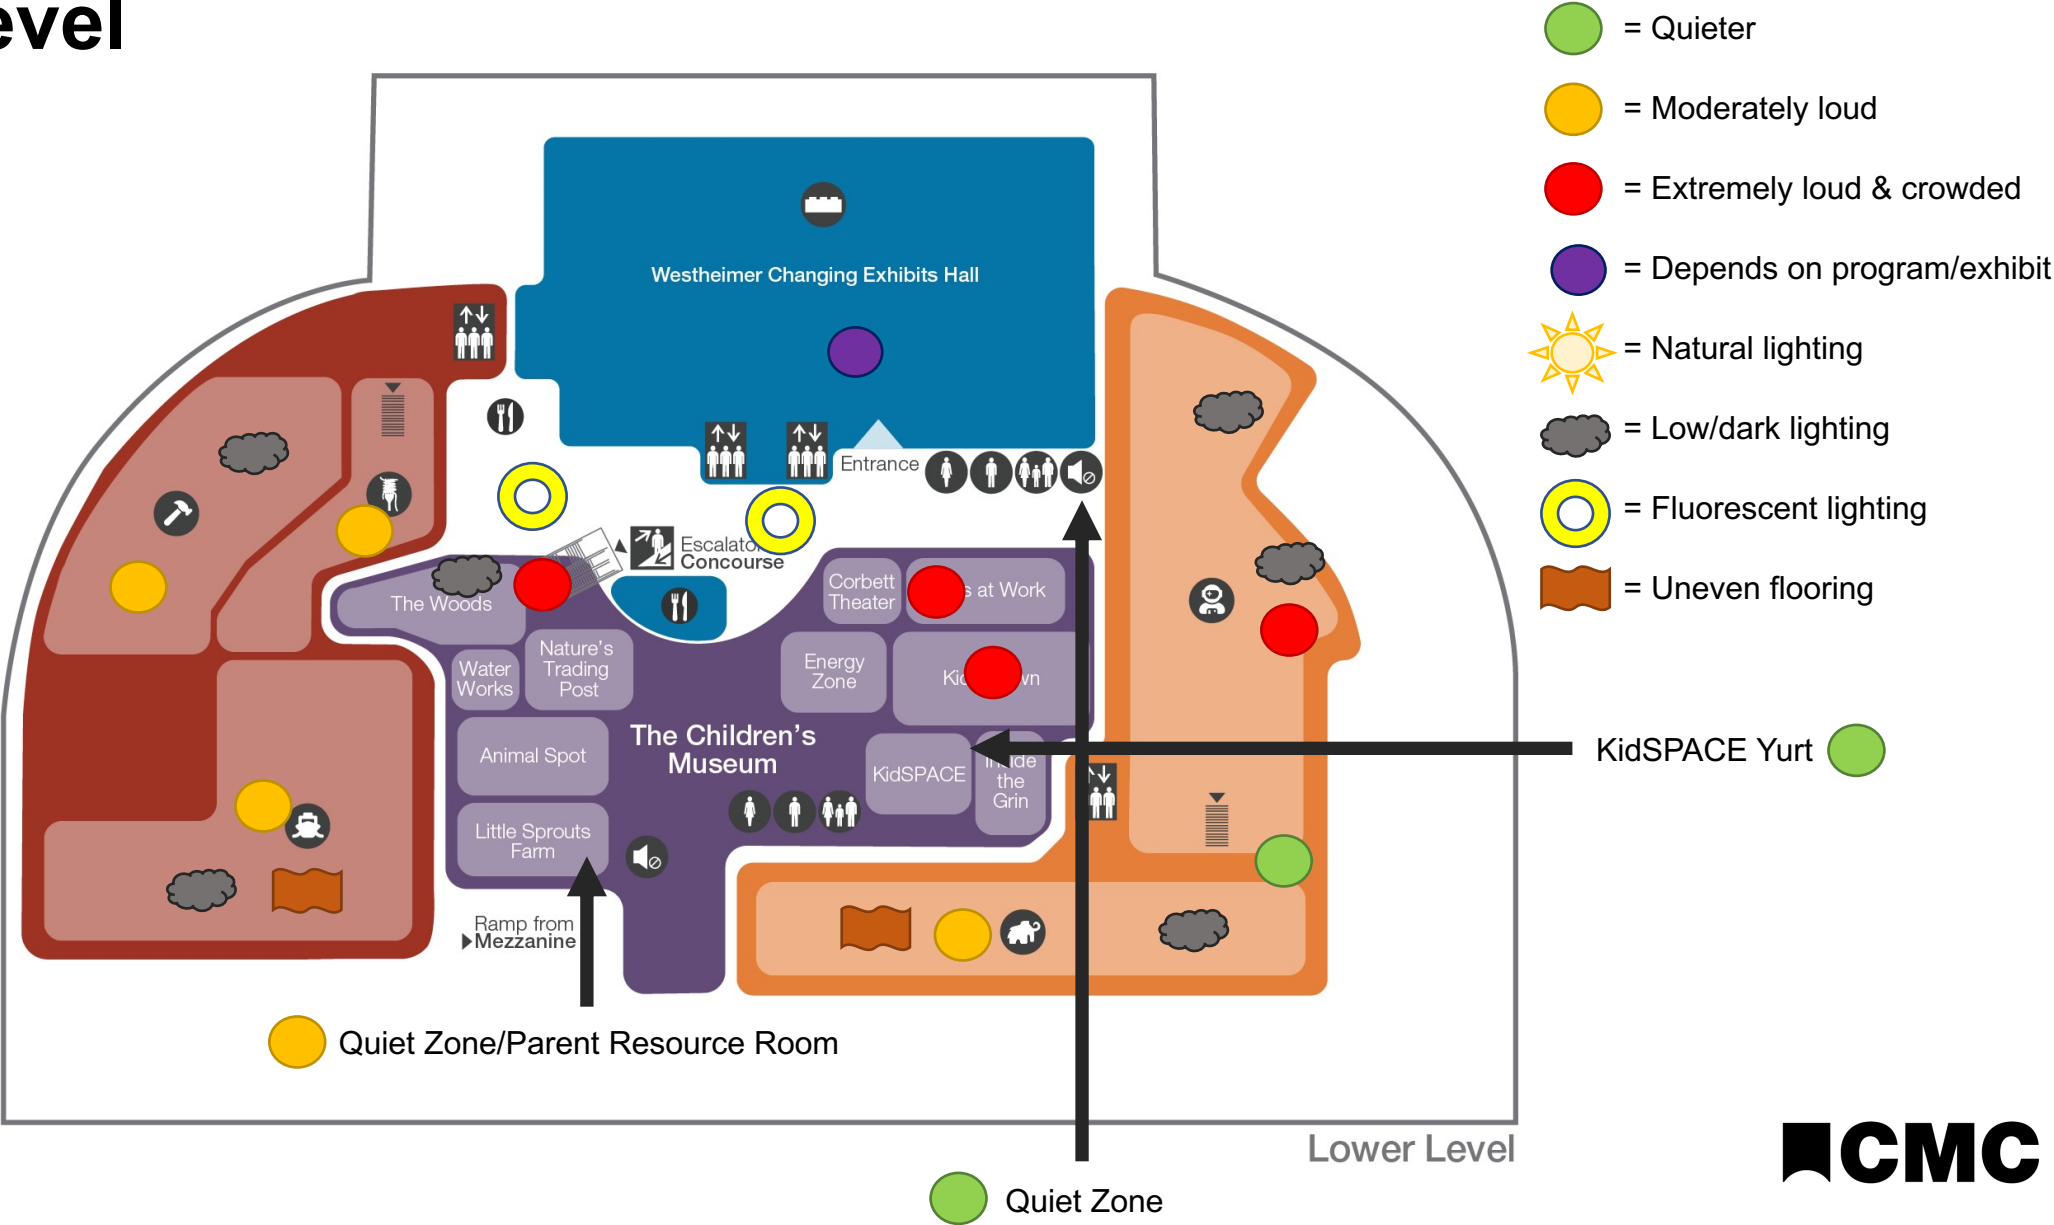 evel
= Quieter
= Moderately loud
= Extremely loud & crowded
= Depends on program/exhibit
= Natural lighting
= Low/dark lighting
= Fluorescent lighting
= Uneven flooring
Westheimer Changing Exhibits Hall
Entrance
Escalator
Concourse
The Woods
Corbett
Theater
s at Work
Water
Works
Nature's
Trading
Post
Energy
Zone
Animal Spot
The Children's
Museum
KidSPACE
the
Grin
KidSPACE Yurt
Little Sprouts
Farm
Ramp from
Mezzanine
Quiet Zone/Parent Resource Room
Lower Level
CMC
Quiet Zone